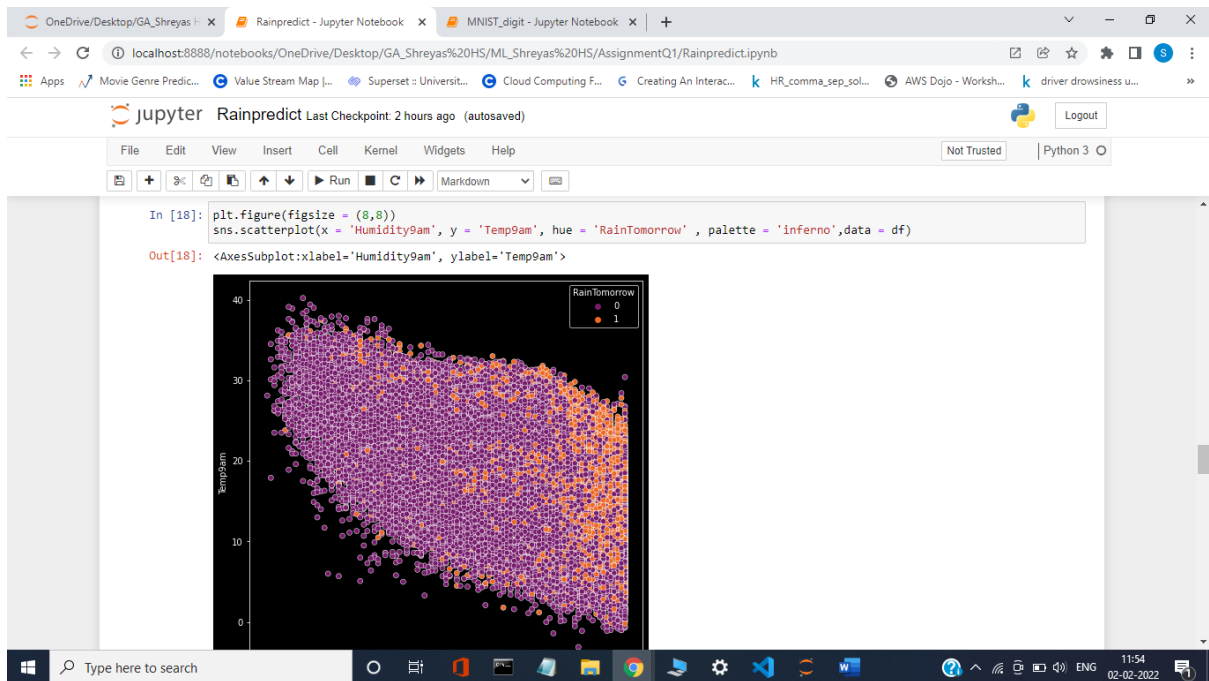 OneDrive/Desktop/GA_Shreyas H
Rainpredict - Jupyter Notebook
MNIST_digit - Jupyter Notebook
localhost:8888/notebooks/OneDrive/Desktop/GA_Shreyas%20HS/ML_Shreyas%20HS/AssignmentQ1/Rainpredict.ipynb
S
Apps Movie Genre Predic... Value Stream Map |... Superset :: Universit... Cloud Computing F... Creating An Interac... HR_comma_sep_sol... AWS Dojo - Worksh... driver drowsiness u... »
jupyter Rainpredict Last Checkpoint: 2 hours ago (autosaved)
Logout
File Edit View Insert Cell Kernel Widgets Help
Not Trusted
Python 3
Run
Markdown
In [18]: plt.figure(figsize = (8,8))
sns.scatterplot(x = 'Humidity9am', y = 'Temp9am', hue = 'RainTomorrow' , palette = 'inferno',data = df)
Out[18]: <AxesSubplot:xlabel='Humidity9am', ylabel='Temp9am'>
RainTomorrow
0
1
40
30
20
10
0
Temp9am
Type here to search
ENG
11:54
02-02-2022
1